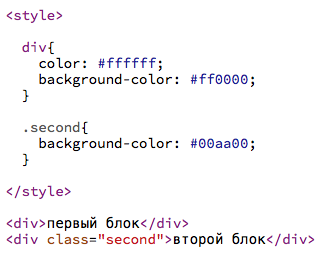 <style>
div{
color: #ffffff;
background-color: #ff0000;
}
.second{
background-color: #00aa00;
}
</style>
<div>первый блок</div>
<div class="second">второй блок</div>